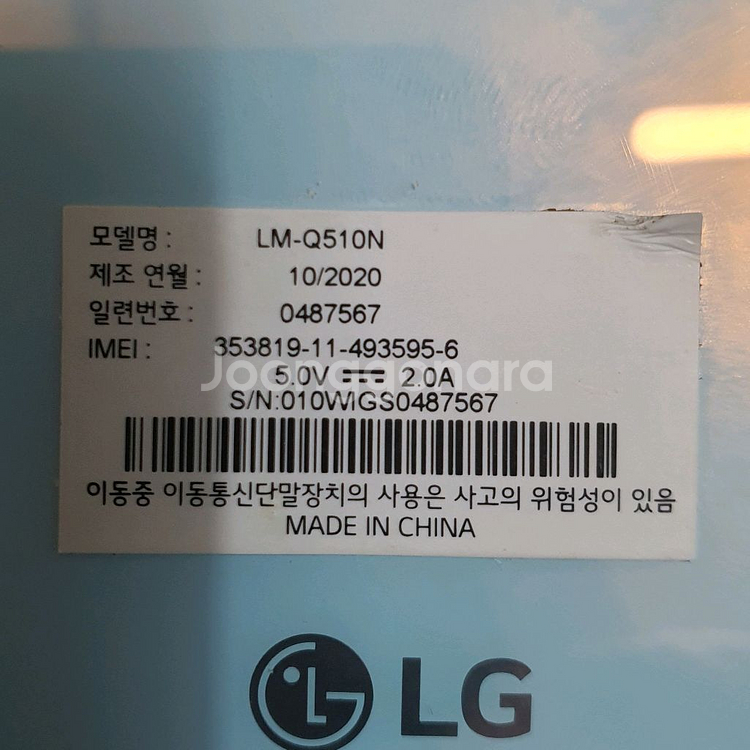 모델명 : LM-Q510N
제조 연월 : 10/2020
일련번호 : 0487567
IMEI : 353819-11-493595-6
5.0V ⎓ 2.0A
Joonggonnara
S/N:010WIGS0487567
이동중 이동통신단말장치의 사용은 사고의 위험성이 있음
MADE IN CHINA
LG